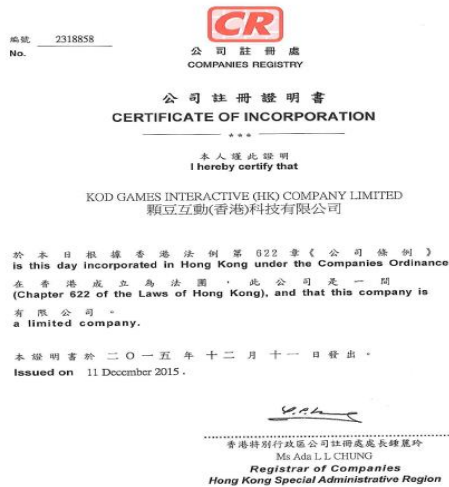 編號 2318858
No.
CR
公司註冊處
COMPANIES REGISTRY
公司註冊證明書
CERTIFICATE OF INCORPORATION
***
本人謹此證明
I hereby certify that
KOD GAMES INTERACTIVE (HK) COMPANY LIMITED
顆豆互動(香港)科技有限公司
於本日根據香港法例第622章《公司條例》
is this day incorporated in Hong Kong under the Companies Ordinance
在香港成立為法團，此公司是一間
(Chapter 622 of the Laws of Hong Kong), and that this company is
有限公司。
a limited company.
本證明書於二〇一五年十二月十一日發出。
Issued on 11 December 2015.
香港特別行政區公司註冊處處長鍾麗玲
Ms Ada L L CHUNG
Registrar of Companies
Hong Kong Special Administrative Region